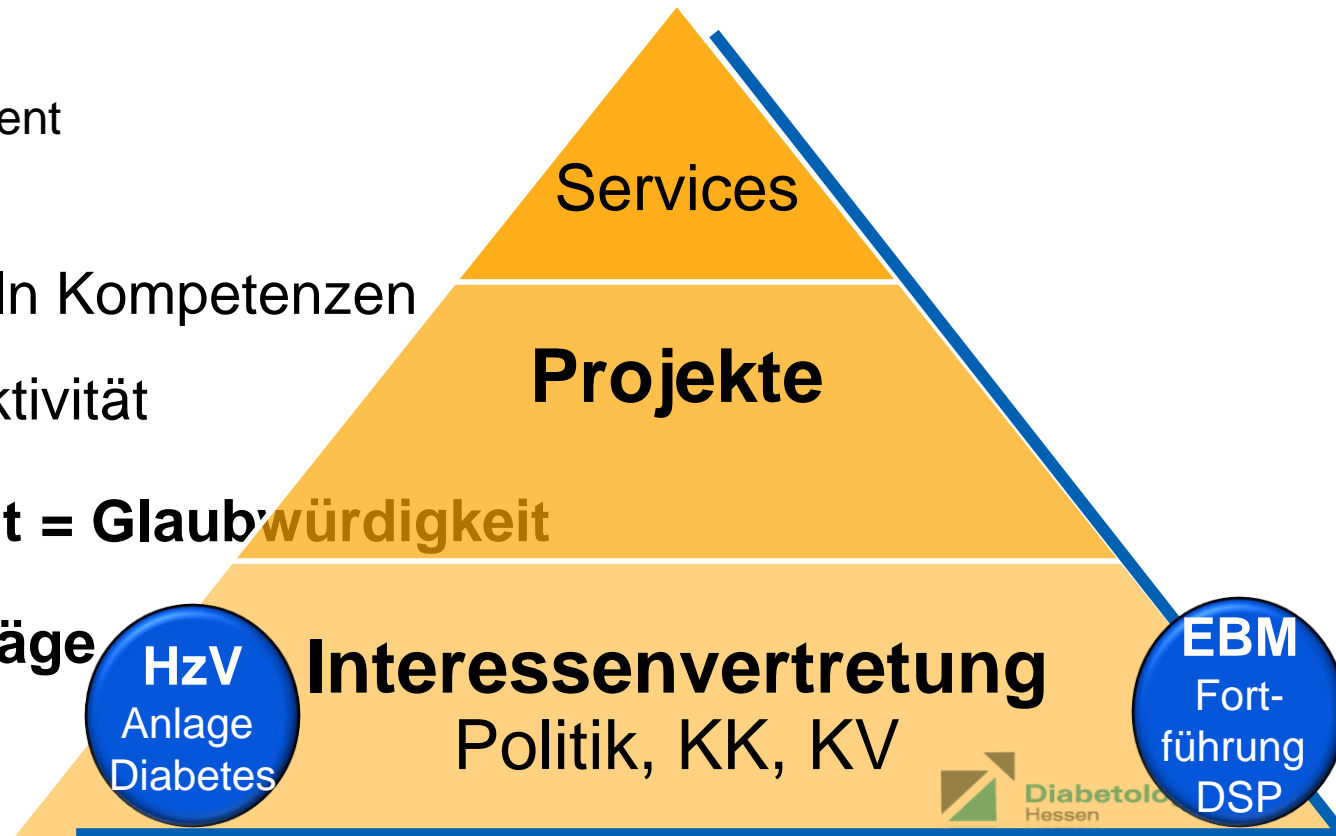 ent
Services
ln Kompetenzen
Projekte
ktivität
t = Glaubwürdigkeit
äge
HzV
Anlage
Diabetes
Interessenvertretung
Politik, KK, KV
EBM
Fort-
führung
DSP
Diabetolo
Hessen